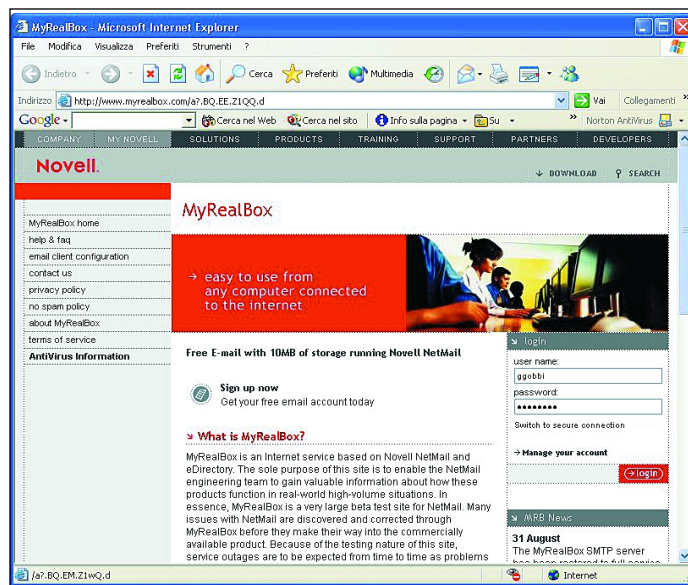 MyRealBox - Microsoft Internet Explorer
File Modifica Visualizza Preferiti Strumenti ?
Indietro Cerca Preferiti Multimedia
Indirizzo http://www.myrealbox.com/a?.BQ.EE.Z1QQ.d Vai Collegamenti »
Google Cerca nel Web Cerca nel sito Info sulla pagina Su » Norton AntiVirus
COMPANY MY NOVELL SOLUTIONS PRODUCTS TRAINING SUPPORT PARTNERS DEVELOPERS
Novell.
DOWNLOAD SEARCH
MyRealBox
MyRealBox home
help & faq
email client configuration
contact us
privacy policy
no spam policy
about MyRealBox
terms of service
AntiVirus Information
→ easy to use from
any computer connected
to the internet
Free E-mail with 10MB of storage running Novell NetMail
Sign up now
Get your free email account today
What is MyRealBox?
MyRealBox is an Internet service based on Novell NetMail and
eDirectory. The sole purpose of this site is to enable the NetMail
engineering team to gain valuable information about how these
products function in real-world high-volume situations. In
essence, MyRealBox is a very large beta test site for NetMail. Many
issues with NetMail are discovered and corrected through
MyRealBox before they make their way into the commercially
available product. Because of the testing nature of this site,
service outages are to be expected from time to time as problems
login
user name:
ggobbi
password:
••••••••
Switch to secure connection
→ Manage your account
login
MRB News
31 August
The MyRealBox SMTP server
has been restored to full service
/a?.BQ.EM.Z1wQ.d Internet